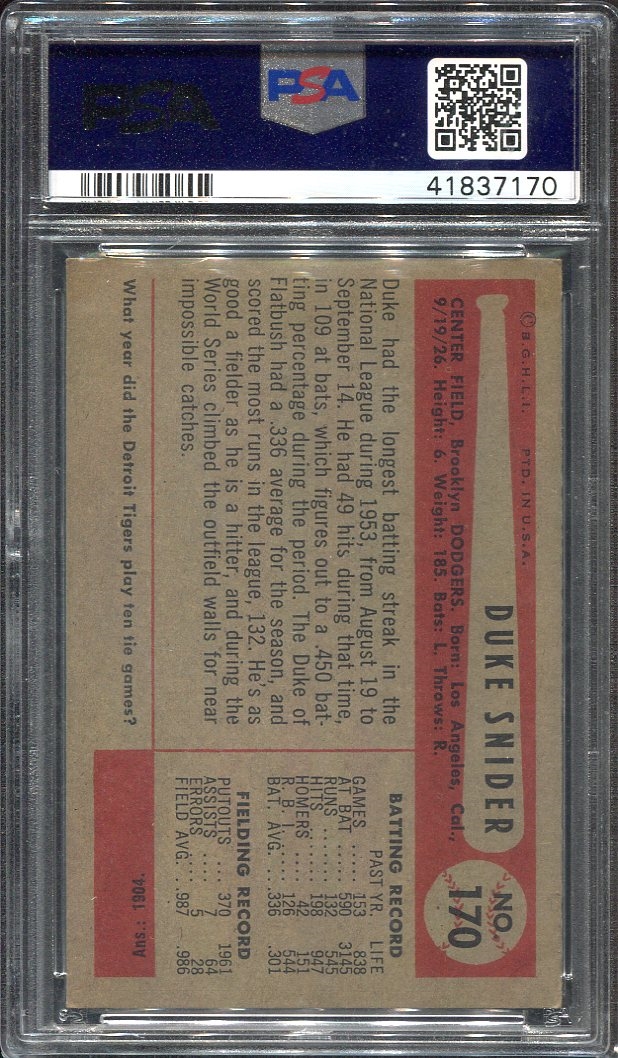 PSA
PSA
41837170
© B.G.H.L.I. PTD. IN U.S.A.
DUKE SNIDER
NO.
170
CENTER FIELD, Brooklyn DODGERS. Born: Los Angeles, Cal.,
9/19/26. Height: 6. Weight: 185. Bats: L. Throws: R.
Duke had the longest batting streak in the
National League during 1953, from August 19 to
September 14. He had 49 hits during that time,
in 109 at bats, which figures out to a .450 bat-
ting percentage during the period. The Duke of
Flatbush had a .336 average for the season, and
scored the most runs in the league, 132. He's as
good a fielder as he is a hitter, and during the
World Series climbed the outfield walls for near
impossible catches.
BATTING RECORD
PAST YR. LIFE
GAMES ...... 153 838
AT BAT ..... 590 3145
RUNS ....... 132 545
HITS ....... 198 947
HOMERS .... 42 151
R. B. I. ..... 126 544
BAT. AVG. .. .336 .301
FIELDING RECORD
PUTOUTS ... 370 1961
ASSISTS .... 7 64
ERRORS .... 5 28
FIELD AVG. .. .987 .986
What year did the Detroit Tigers play ten tie games?
Ans.: 1904.